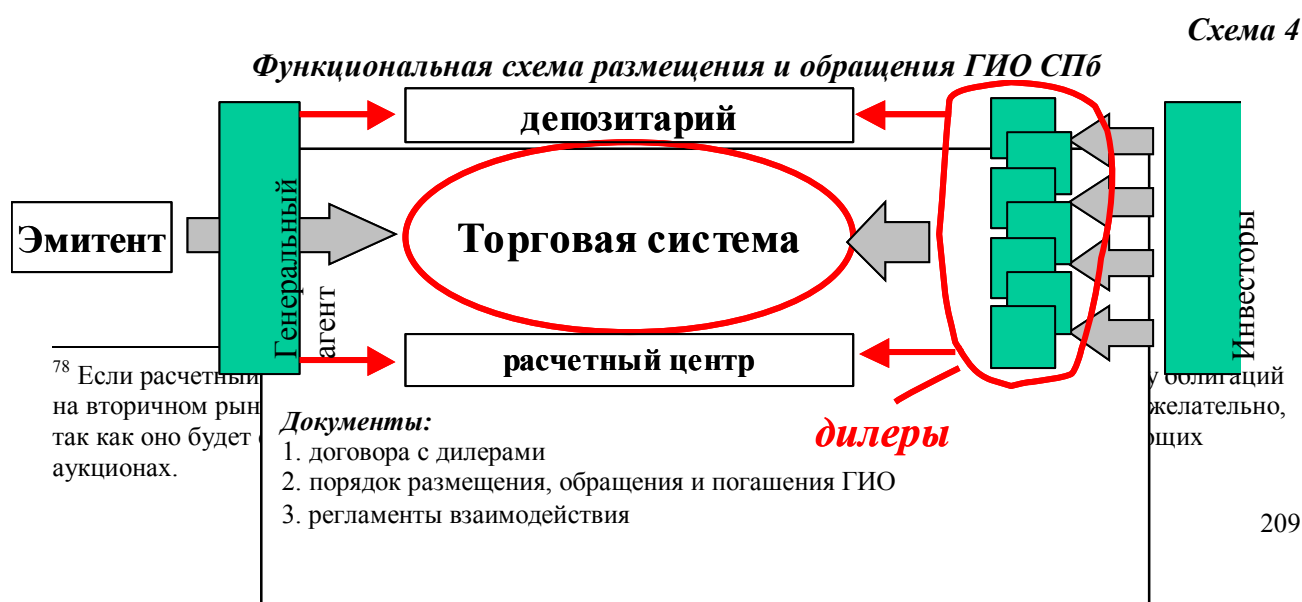 Схема 4
Функциональная схема размещения и обращения ГИО СПб
депозитарий
Эмитент
Генеральный
агент
Торговая система
Инвесторы
расчетный центр
дилеры
Документы:
1. договора с дилерами
2. порядок размещения, обращения и погашения ГИО
3. регламенты взаимодействия
78 Если расчетный облигаций
на вторичном желательно,
так как оно будет
аукционах.
209